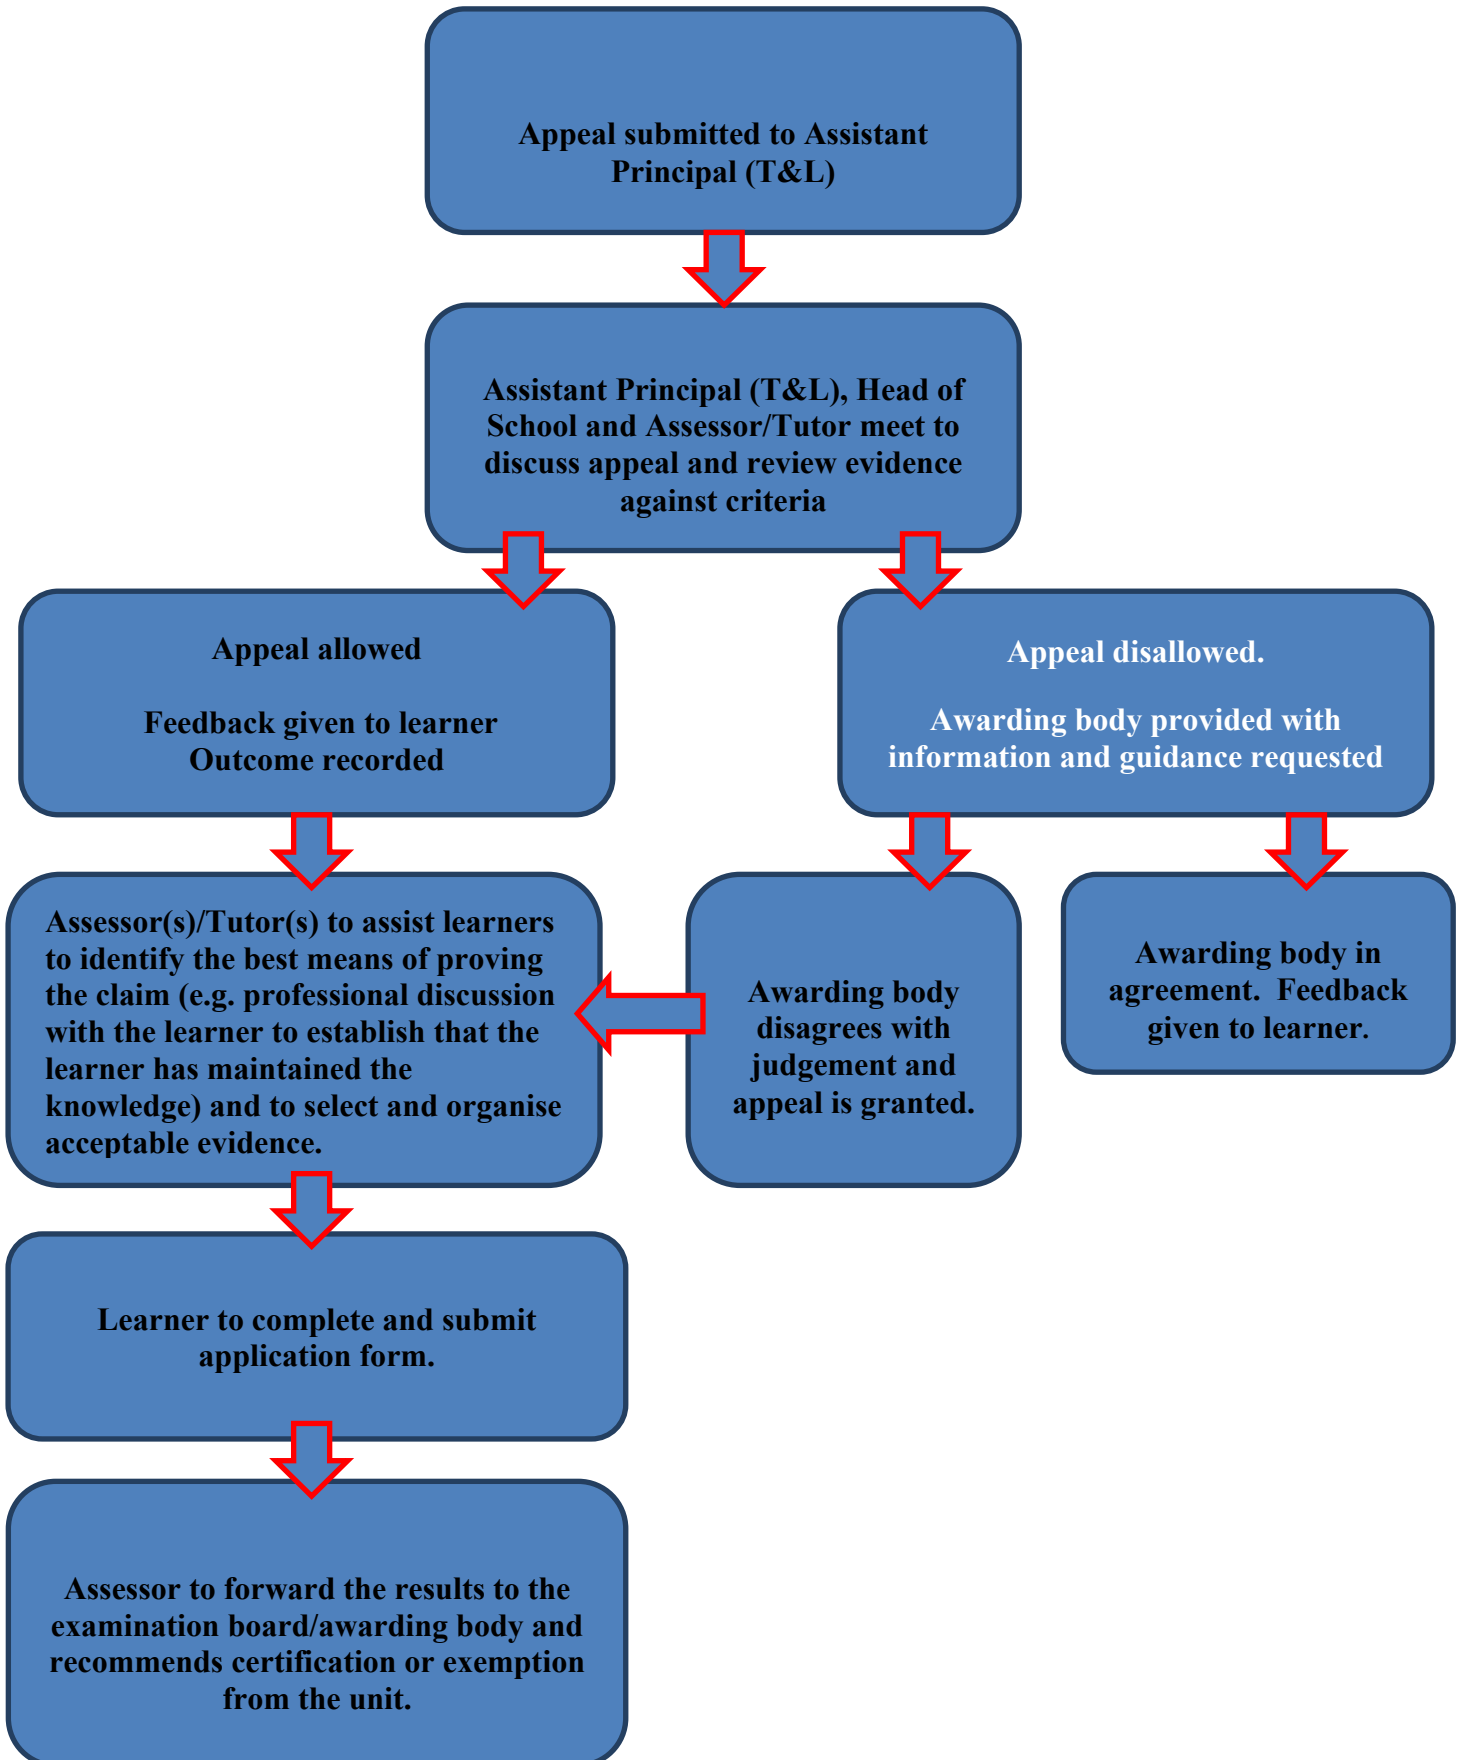 Appeal submitted to Assistant
Principal (T&L)
Assistant Principal (T&L), Head of
School and Assessor/Tutor meet to
discuss appeal and review evidence
against criteria
Appeal allowed
Feedback given to learner
Outcome recorded
Appeal disallowed.
Awarding body provided with
information and guidance requested
Assessor(s)/Tutor(s) to assist learners
to identify the best means of proving
the claim (e.g. professional discussion
with the learner to establish that the
learner has maintained the
knowledge) and to select and organise
acceptable evidence.
Awarding body
disagrees with
judgement and
appeal is granted.
Awarding body in
agreement.  Feedback
given to learner.
Learner to complete and submit
application form.
Assessor to forward the results to the
examination board/awarding body and
recommends certification or exemption
from the unit.